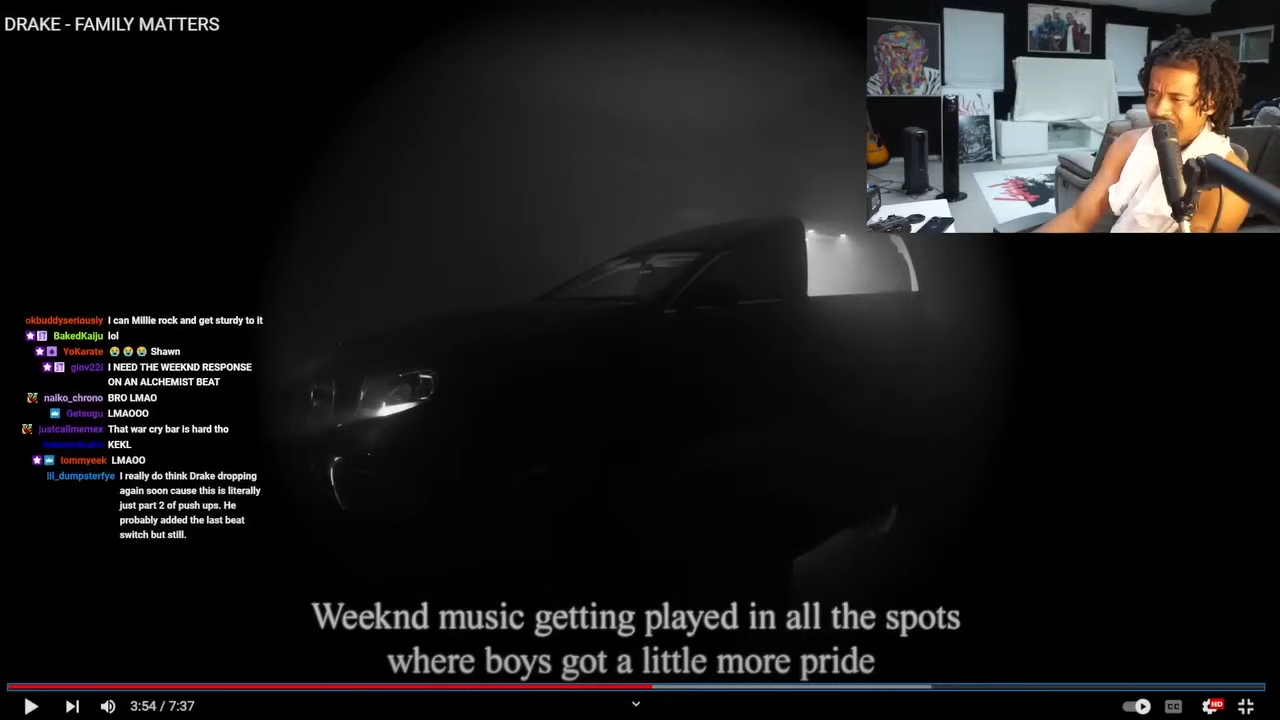 DRAKE - FAMILY MATTERS
okbuddyseriously I can Millie rock and get sturdy to it
BakedKaiju lol
YoKarate 😭😭😭 Shawn
giov22i I NEED THE WEEKND RESPONSE
ON AN ALCHEMIST BEAT
naiko_chrono BRO LMAO
Getsugu LMAOOO
justcallmemex That war cry bar is hard tho
KEKL
tommyeek LMAOO
lil_dumpsterfye I really do think Drake dropping
again soon cause this is literally
just part 2 of push ups. He
probably added the last beat
switch but still.
Weeknd music getting played in all the spots
where boys got a little more pride
3:54 / 7:37
CC
HD